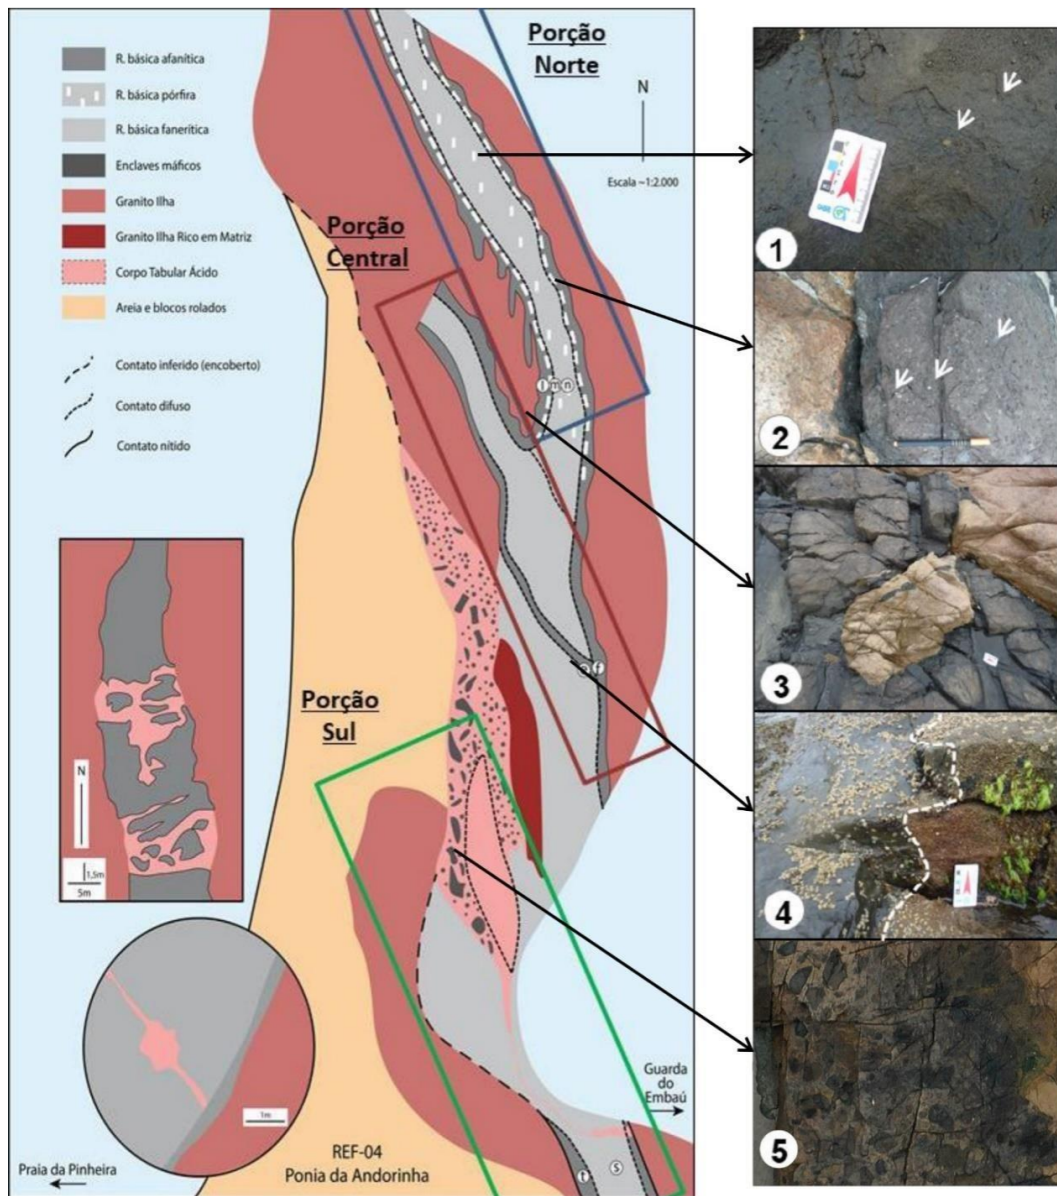 Porção
Norte
R. básica afanítica
R. básica pórfira
R. básica fanerítica
Enclaves máficos
Granito Ilha
Granito Ilha Rico em Matriz
Corpo Tabular Ácido
Areia e blocos rolados
Contato inferido (encoberto)
Contato difuso
Contato nítido
N
Escala ~1:2.000
Porção
Central
l
m
n
f
Porção
Sul
N
1,5m
5m
1m
Guarda
do
Embaú
REF-04
Ponia da Andorinha
Praia da Pinheira
t
s
1
2
3
4
5